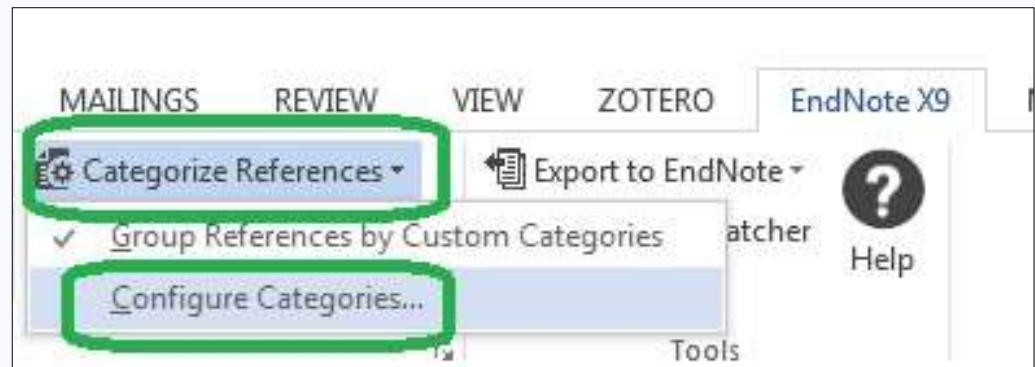 MAILINGS REVIEW VIEW ZOTERO EndNote X9
Categorize References Export to EndNote
Group References by Custom Categories atcher
Help
Configure Categories...
Tools